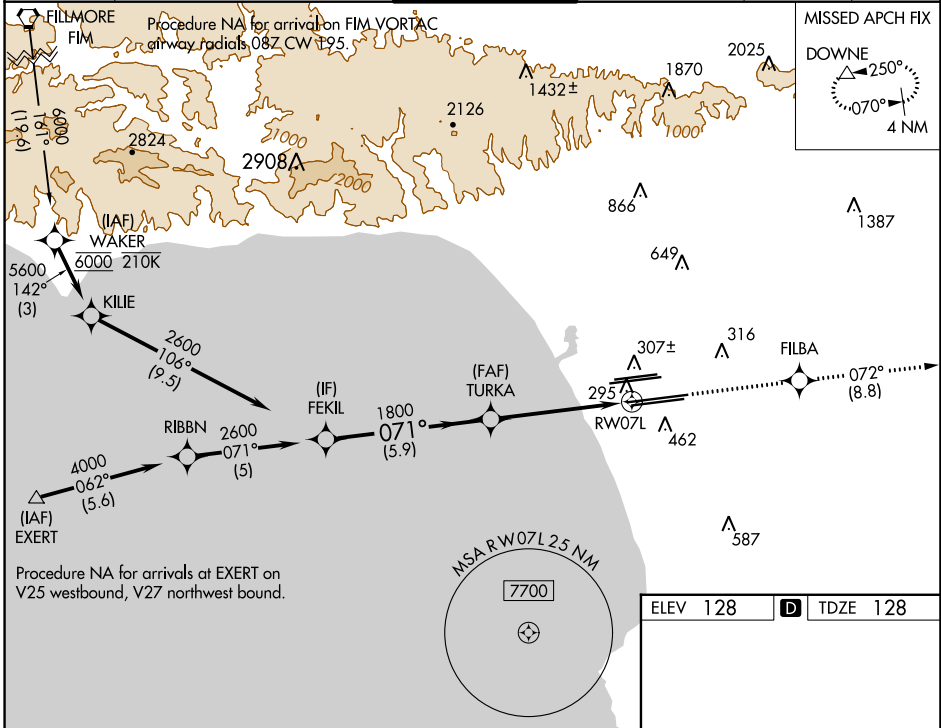 FILLMORE
FIM
Procedure NA for arrival on FIM VORTAC
airway radials 087 CW 195.
MISSED APCH FIX
DOWNE
250°
070°
4 NM
2025
1870
1432±
1000
2126
1000
2824
2908
2000
6000
161°
(11.6)
866
1387
649
(IAF)
WAKER
6000 210K
5600
142°
(3)
KILIE
2600
106°
(9.5)
307±
316
FILBA
295
072°
(8.8)
RW07L
462
(FAF)
TURKA
(IF)
FEKIL
1800
071°
(5.9)
RIBBN
2600
071°
(5)
4000
062°
(5.6)
(IAF)
EXERT
587
Procedure NA for arrivals at EXERT on
V25 westbound, V27 northwest bound.
MSA RW07L 25 NM
7700
ELEV 128 D TDZE 128